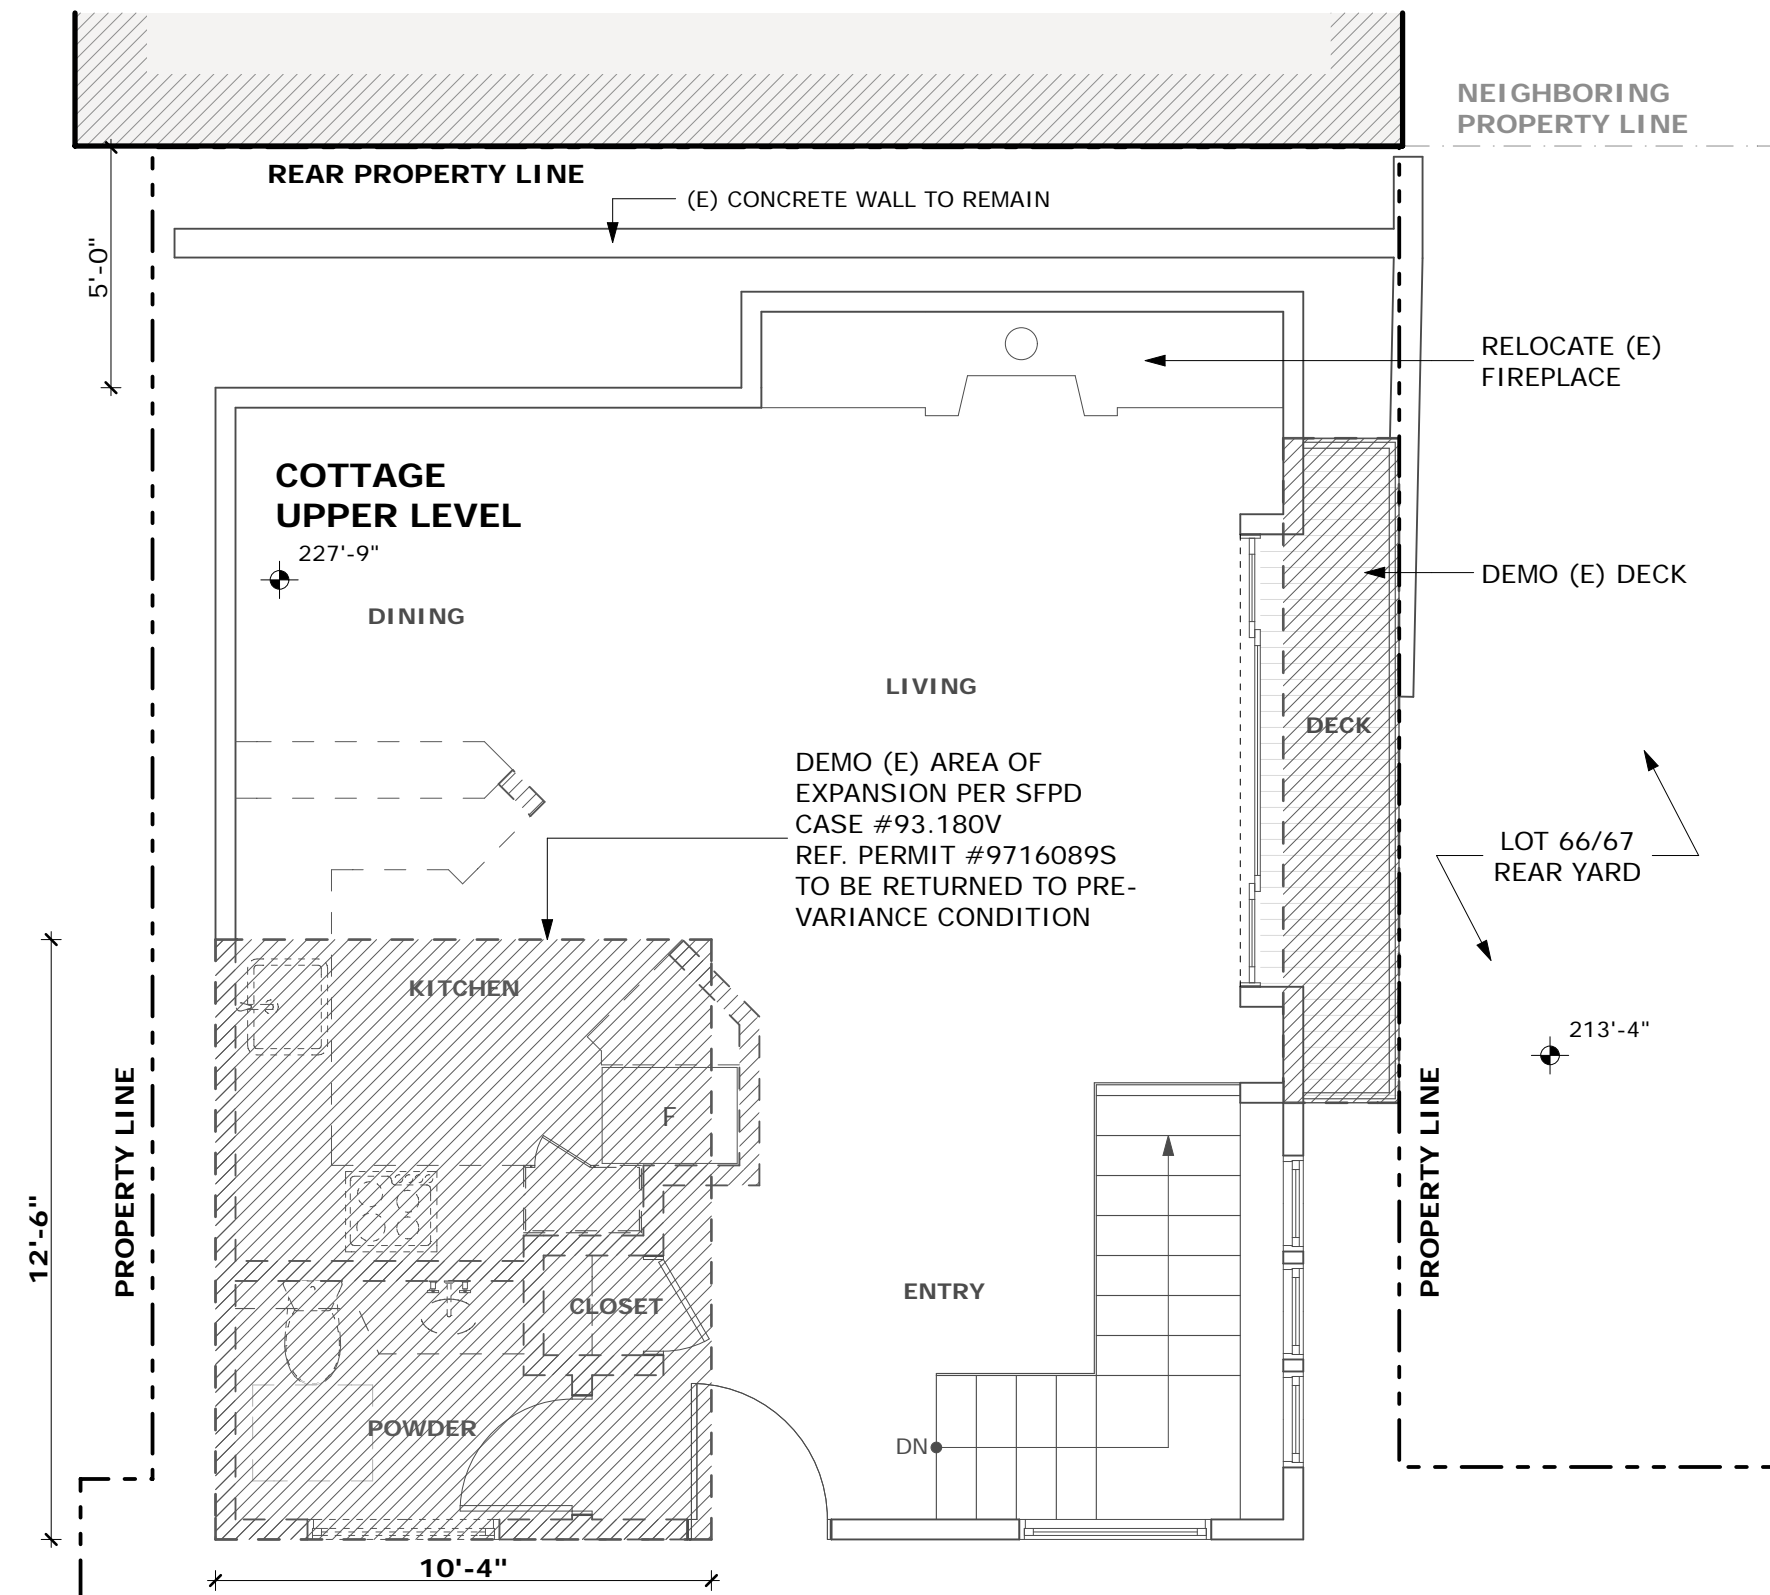 NEIGHBORING
PROPERTY LINE
REAR PROPERTY LINE
(E) CONCRETE WALL TO REMAIN
5'-0"
RELOCATE (E)
FIREPLACE
COTTAGE
UPPER LEVEL
227'-9"
DEMO (E) DECK
DINING
LIVING
DECK
DEMO (E) AREA OF
EXPANSION PER SFPD
CASE #93.180V
REF. PERMIT #9716089S
TO BE RETURNED TO PRE-
VARIANCE CONDITION
LOT 66/67
REAR YARD
KITCHEN
213'-4"
F
PROPERTY LINE
PROPERTY LINE
12'-6"
ENTRY
CLOSET
POWDER
DN
10'-4"